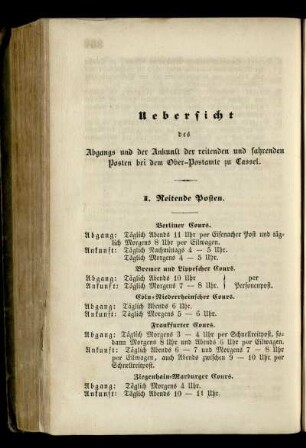 Uebersicht
des
Abgangs und der Ankunft der reitenden und fahrenden
Posten bei dem Ober-Postamte zu Cassel.
I. Reitende Posten.
Berliner Cours.
Abgang: Täglich Abends 11 Uhr per Eisenacher Post und täg-
lich Morgens 8 Uhr per Eilwagen.
Ankunft: Täglich Nachmittags 4 — 5 Uhr.
Täglich Morgens 4 — 5 Uhr.
Bremer und Lippescher Cours.
Abgang: Täglich Abends 10 Uhr } per
Ankunft: Täglich Morgens 7 — 8 Uhr. } Personenpost.
Cöln-Niederrheinscher Cours.
Abgang: Täglich Abends 6 Uhr.
Ankunft: Täglich Morgens 5 — 6 Uhr.
Frankfurter Cours.
Abgang: Täglich Morgens 3 — 4 Uhr per Schnellreitpost, so-
dann Morgens 8 Uhr und Abends 6 Uhr per Eilwagen.
Ankunft: Täglich Abends 6 — 7 und Morgens 7 — 8 Uhr
per Eilwagen, auch Abends zwischen 9 — 10 Uhr per
Schnellreitpost.
Ziegenhain-Marburger Cours.
Abgang: Täglich Morgens 4 Uhr.
Ankunft: Täglich Abends 10 — 11 Uhr.